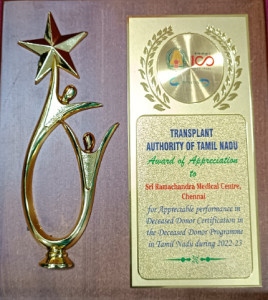 100
TRANSPLANT
AUTHORITY OF TAMIL NADU
Award of Appreciation
to
Sri Ramachandra Medical Centre,
Chennai
for Appreciable performance in
Deceased Donor Certification in
the Deceased Donor Programme
in Tamil Nadu during 2022-23